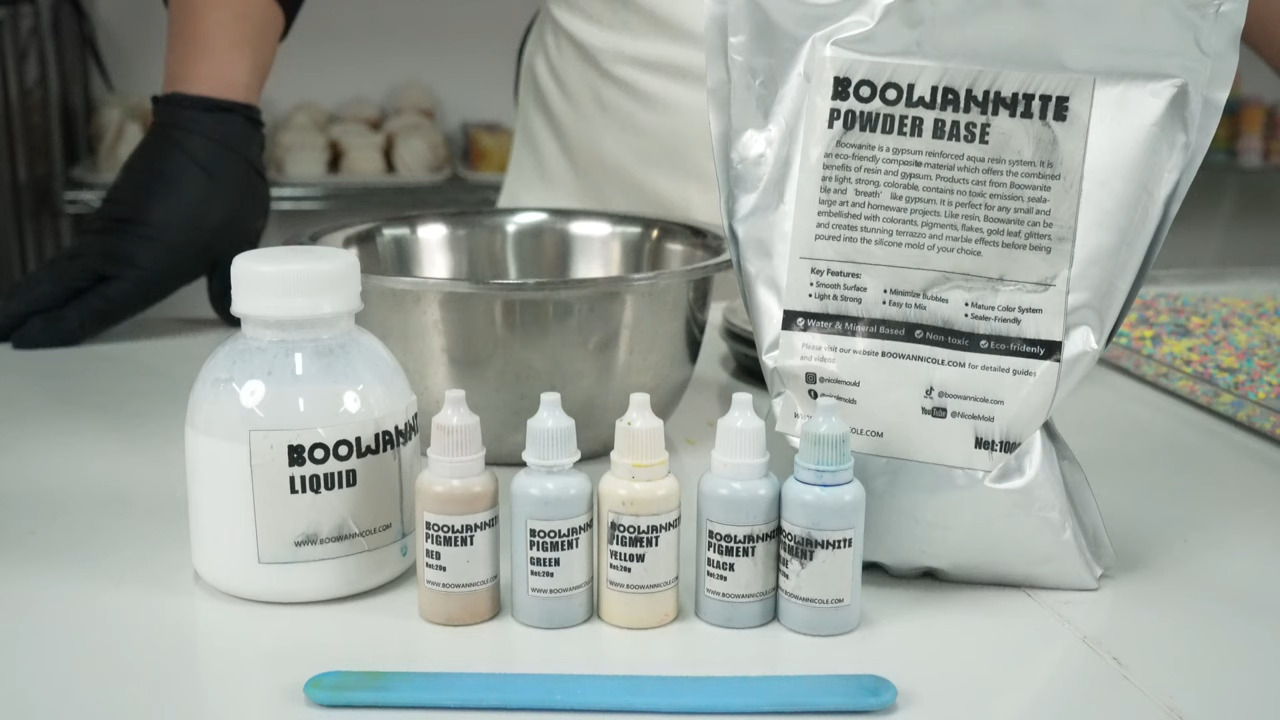 BOOWANNITE
POWDER BASE
Boowanite is a gypsum reinforced aqua resin system. It is
an eco-friendly composite material which offers the combined
benefits of resin and gypsum. Products cast from Boowanite
are light, strong, colorable, contains no toxic emission, seala-
ble and 'breath' like gypsum. It is perfect for any small and
large art and homeware projects. Like resin, Boowanite can be
embellished with colorants, pigments, flakes, gold leaf, glitters,
and creates stunning terrazzo and marble effects before being
poured into the silicone mold of your choice.
Key Features:
• Smooth Surface • Minimize Bubbles • Mature Color System
• Light & Strong • Easy to Mix • Sealer-Friendly
Water & Mineral Based Non-toxic Eco-fridenly
Please visit our website BOOWANNICOLE.COM for detailed guides
and videos.
@nicolemould @boowannicole.com
@nicolemolds YouTube @NicoleMold
COLE.COM
Net:100
BOOWANNIT
LIQUID
WWW.BOOWANNICOLE.COM
BOOWANNITE
PIGMENT
RED
Net:20g
WWW.BOOWANNICOLE.COM
BOOWANNI
PIGMENT
GREEN
Net:20g
WWW.BOOWANNICOLE.COM
BOOWANNITE
PIGMENT
YELLOW
Net:20g
WWW.BOOWANNICOLE.COM
BOOWANNITE
PIGMENT
BLACK
Net:20g
WWW.BOOWANNICOLE.COM
BOOWANNITE
PIGMENT
WWW.BOOWANNICOLE.COM